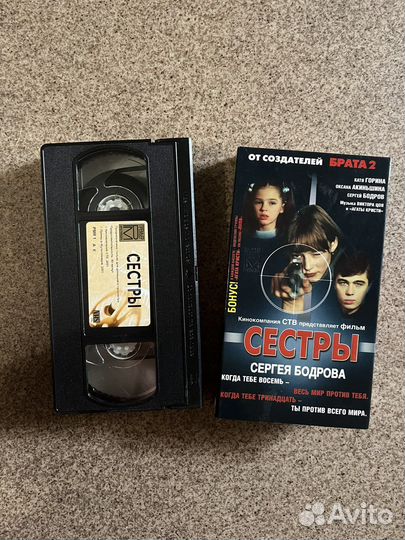 ОТ СОЗДАТЕЛЕЙ БРАТА 2
КАТЯ ГОРИНА
ОКСАНА АКИНЬШИНА
СЕРГЕЙ БОДРОВ
Музыка ВИКТОРА ЦОЯ
и «АГАТЫ КРИСТИ»
БОНУС!
Кинокомпания СТВ представляет фильм
СЕСТРЫ
СЕРГЕЯ БОДРОВА
КОГДА ТЕБЕ ВОСЕМЬ –
ВЕСЬ МИР ПРОТИВ ТЕБЯ.
КОГДА ТЕБЕ ТРИНАДЦАТЬ –
ТЫ ПРОТИВ ВСЕГО МИРА.
СЕСТРЫ
VHS
Avito